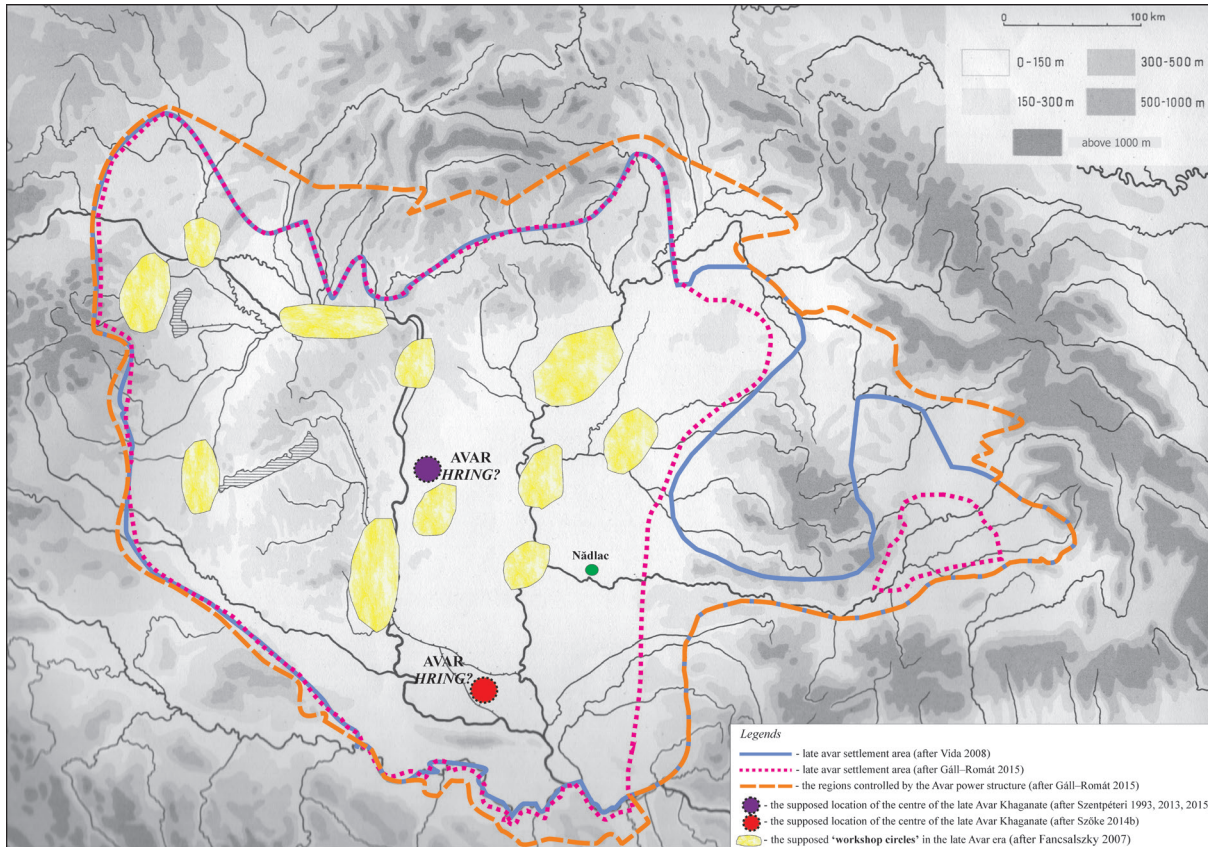 0 100 km
0-150 m 300-500 m
150-300 m 500-1000 m
above 1000 m
AVAR
HRING?
Nădlac
AVAR
HRING?
Legends
- late avar settlement area (after Vida 2008)
- late avar settlement area (after Gáll–Romát 2015)
- the regions controlled by the Avar power structure (after Gáll–Romát 2015)
- the supposed location of the centre of the late Avar Khaganate (after Szentpéteri 1993, 2013, 2015)
- the supposed location of the centre of the late Avar Khaganate (after Szőke 2014b)
- the supposed 'workshop circles' in the late Avar era (after Fancsalszky 2007)